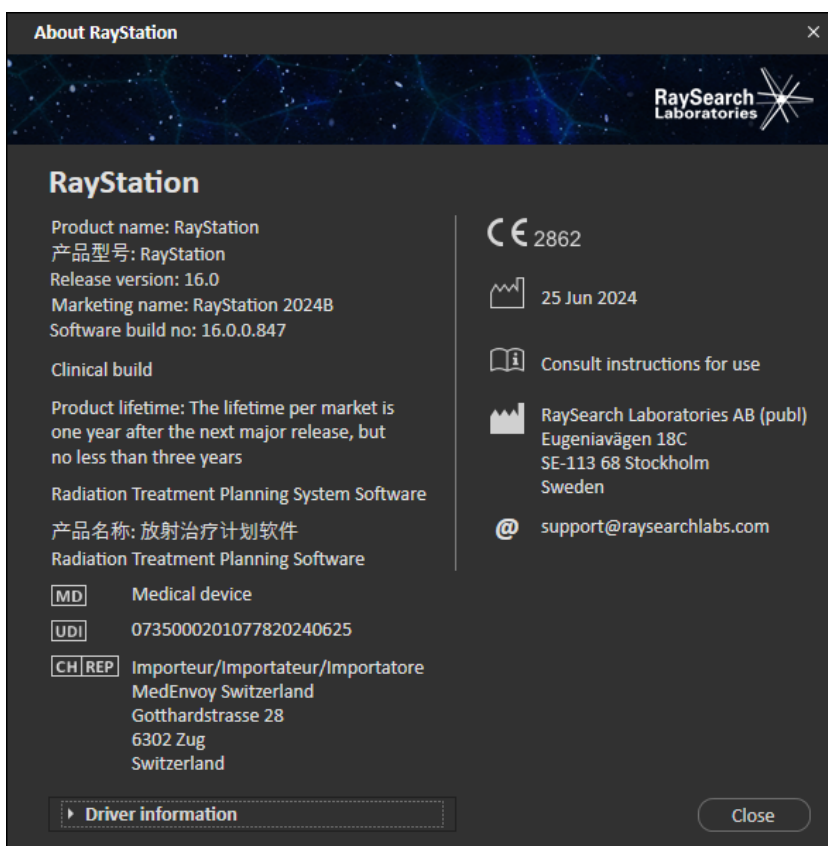 About RayStation
RaySearch
Laboratories
RayStation
Product name: RayStation
产品型号: RayStation
Release version: 16.0
Marketing name: RayStation 2024B
Software build no: 16.0.0.847
Clinical build
Product lifetime: The lifetime per market is
one year after the next major release, but
no less than three years
Radiation Treatment Planning System Software
产品名称: 放射治疗计划软件
Radiation Treatment Planning Software
MD Medical device
UDI 0735000201077820240625
CH REP Importeur/Importateur/Importatore
MedEnvoy Switzerland
Gotthardstrasse 28
6302 Zug
Switzerland
CE 2862
25 Jun 2024
Consult instructions for use
RaySearch Laboratories AB (publ)
Eugeniavägen 18C
SE-113 68 Stockholm
Sweden
@ support@raysearchlabs.com
Driver information
Close